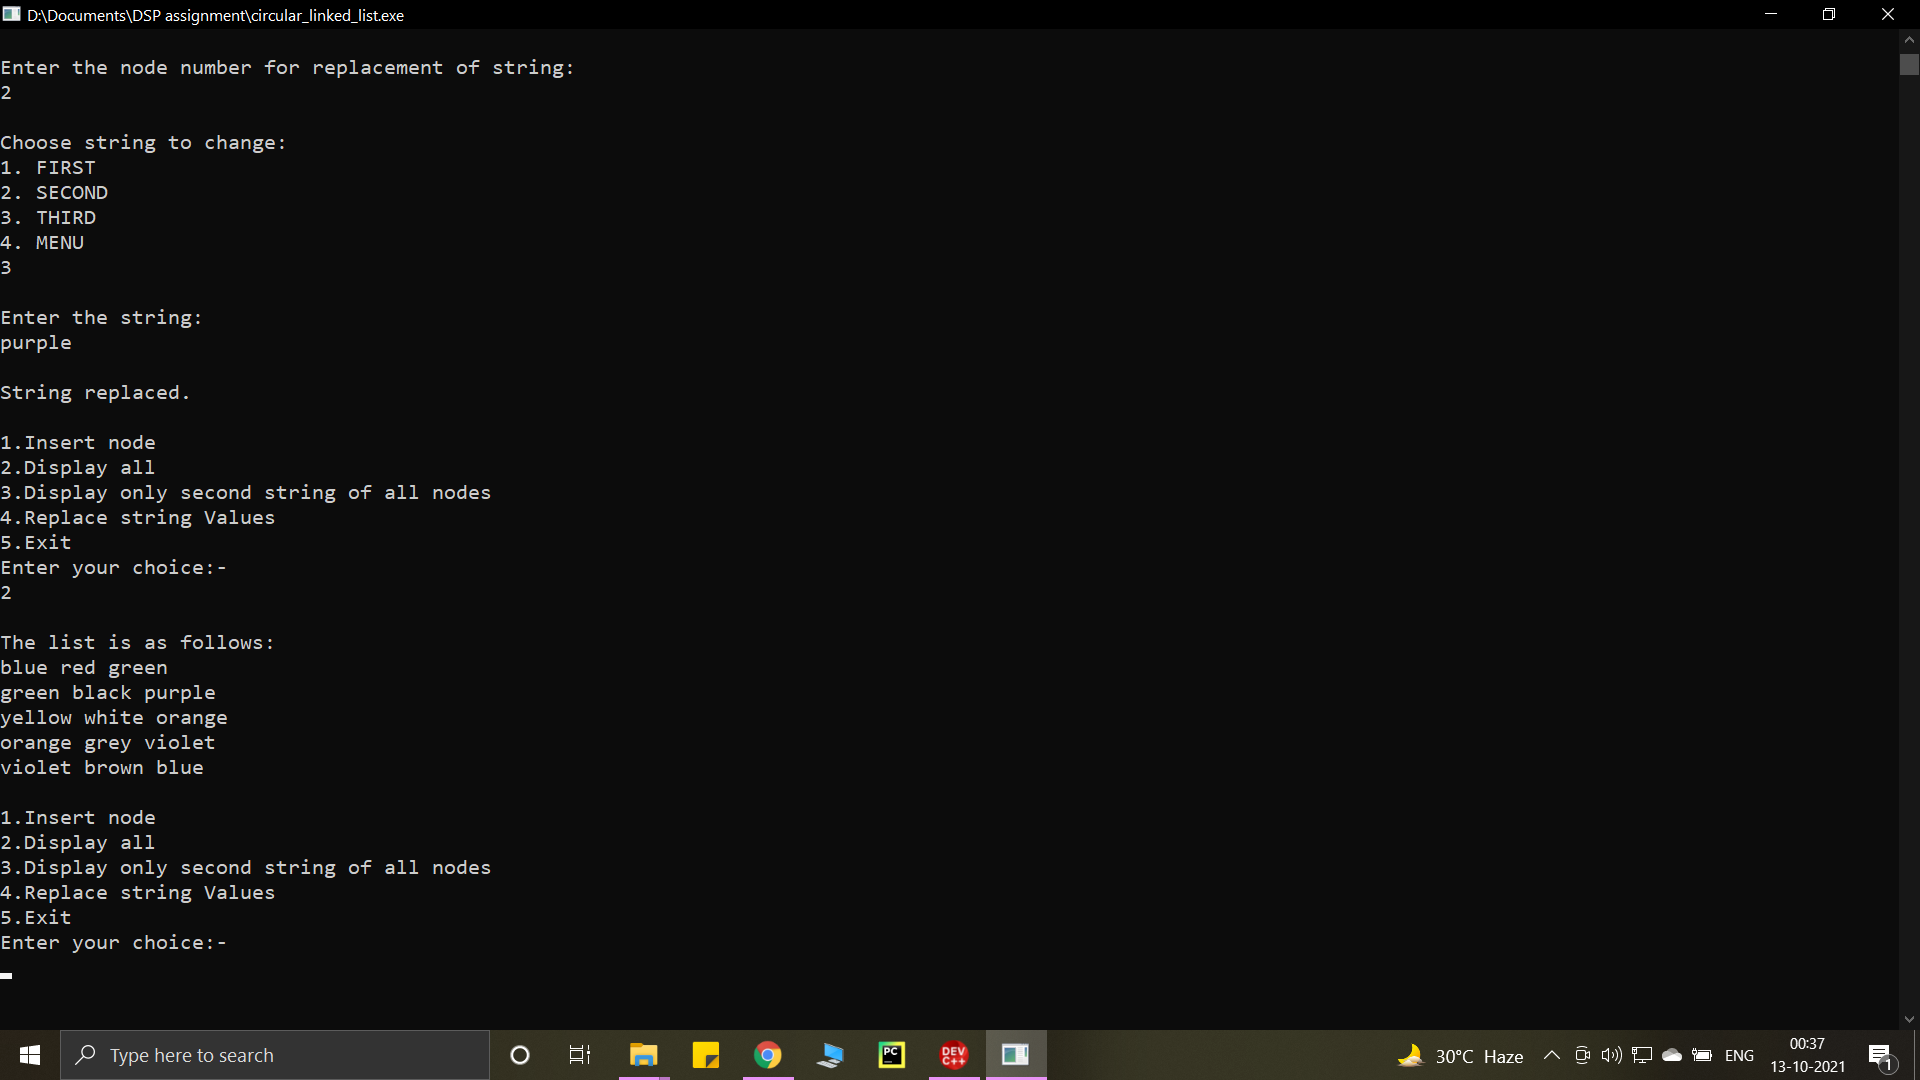 D:\Documents\DSP assignment\circular_linked_list.exe
Enter the node number for replacement of string:
2
Choose string to change:
1. FIRST
2. SECOND
3. THIRD
4. MENU
3
Enter the string:
purple
String replaced.
1.Insert node
2.Display all
3.Display only second string of all nodes
4.Replace string Values
5.Exit
Enter your choice:-
2
The list is as follows:
blue red green
green black purple
yellow white orange
orange grey violet
violet brown blue
1.Insert node
2.Display all
3.Display only second string of all nodes
4.Replace string Values
5.Exit
Enter your choice:-
Type here to search
PC
DEV
C++
30°C Haze
ENG
00:37
13-10-2021
1